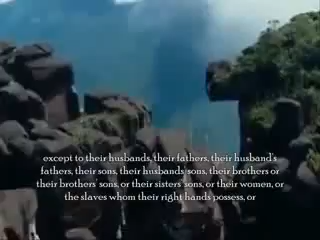 except to their husbands, their fathers, their husband's
fathers, their sons, their husbands' sons, their brothers or
their brothers' sons, or their sisters' sons, or their women, or
the slaves whom their right hands possess, or